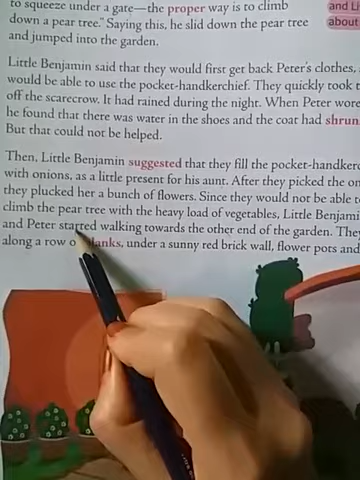 to squeeze under a gate—the proper way is to climb
down a pear tree." Saying this, he slid down the pear tree
and jumped into the garden.
and Li
about
Little Benjamin said that they would first get back Peter's clothes,
would be able to use the pocket-handkerchief. They quickly took t
off the scarecrow. It had rained during the night. When Peter wore
he found that there was water in the shoes and the coat had shrun
But that could not be helped.
Then, Little Benjamin suggested that they fill the pocket-handkerc
with onions, as a little present for his aunt. After they picked the on
they plucked her a bunch of flowers. Since they would not be able t
climb the pear tree with the heavy load of vegetables, Little Benjami
and Peter started walking towards the other end of the garden. They
along a row o lanks, under a sunny red brick wall, flower pots and